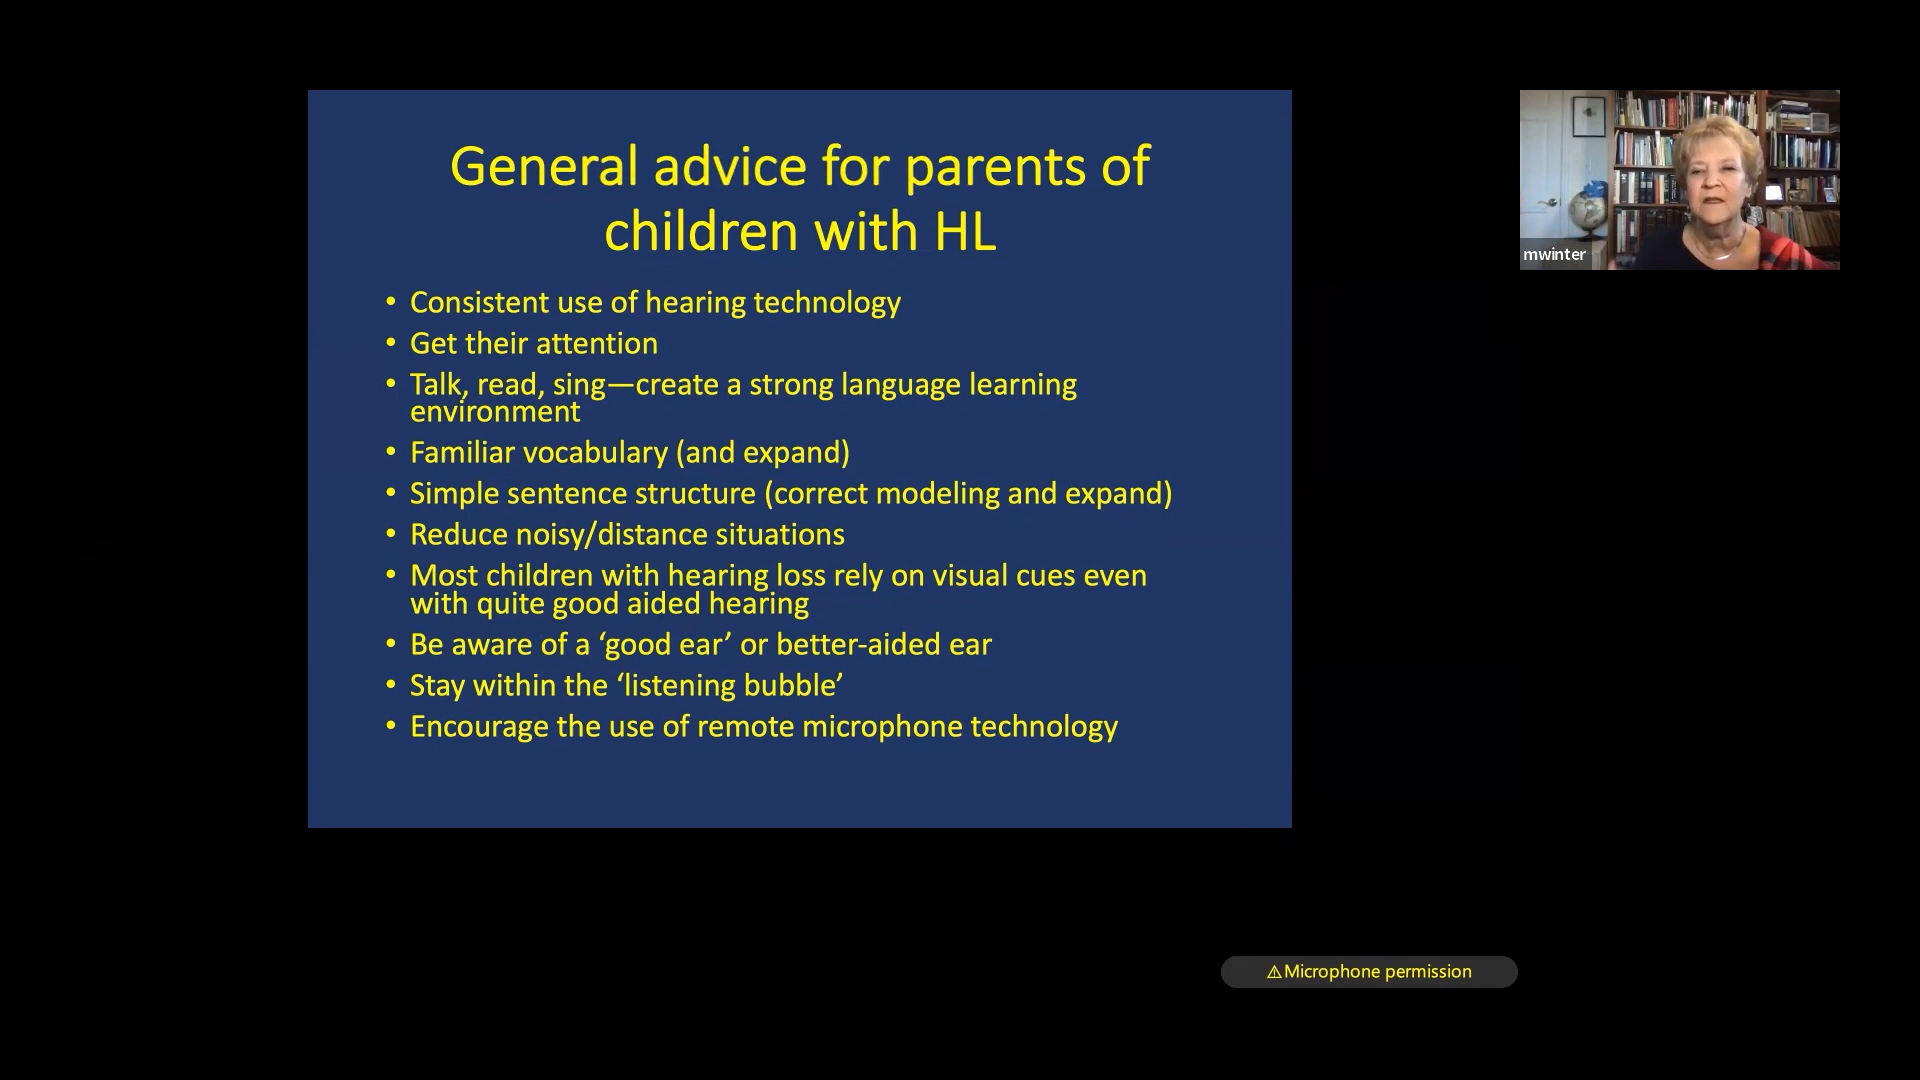 General advice for parents of
children with HL
• Consistent use of hearing technology
• Get their attention
• Talk, read, sing—create a strong language learning
environment
• Familiar vocabulary (and expand)
• Simple sentence structure (correct modeling and expand)
• Reduce noisy/distance situations
• Most children with hearing loss rely on visual cues even
with quite good aided hearing
• Be aware of a ‘good ear’ or better-aided ear
• Stay within the ‘listening bubble’
• Encourage the use of remote microphone technology
mwinter
⚠Microphone permission